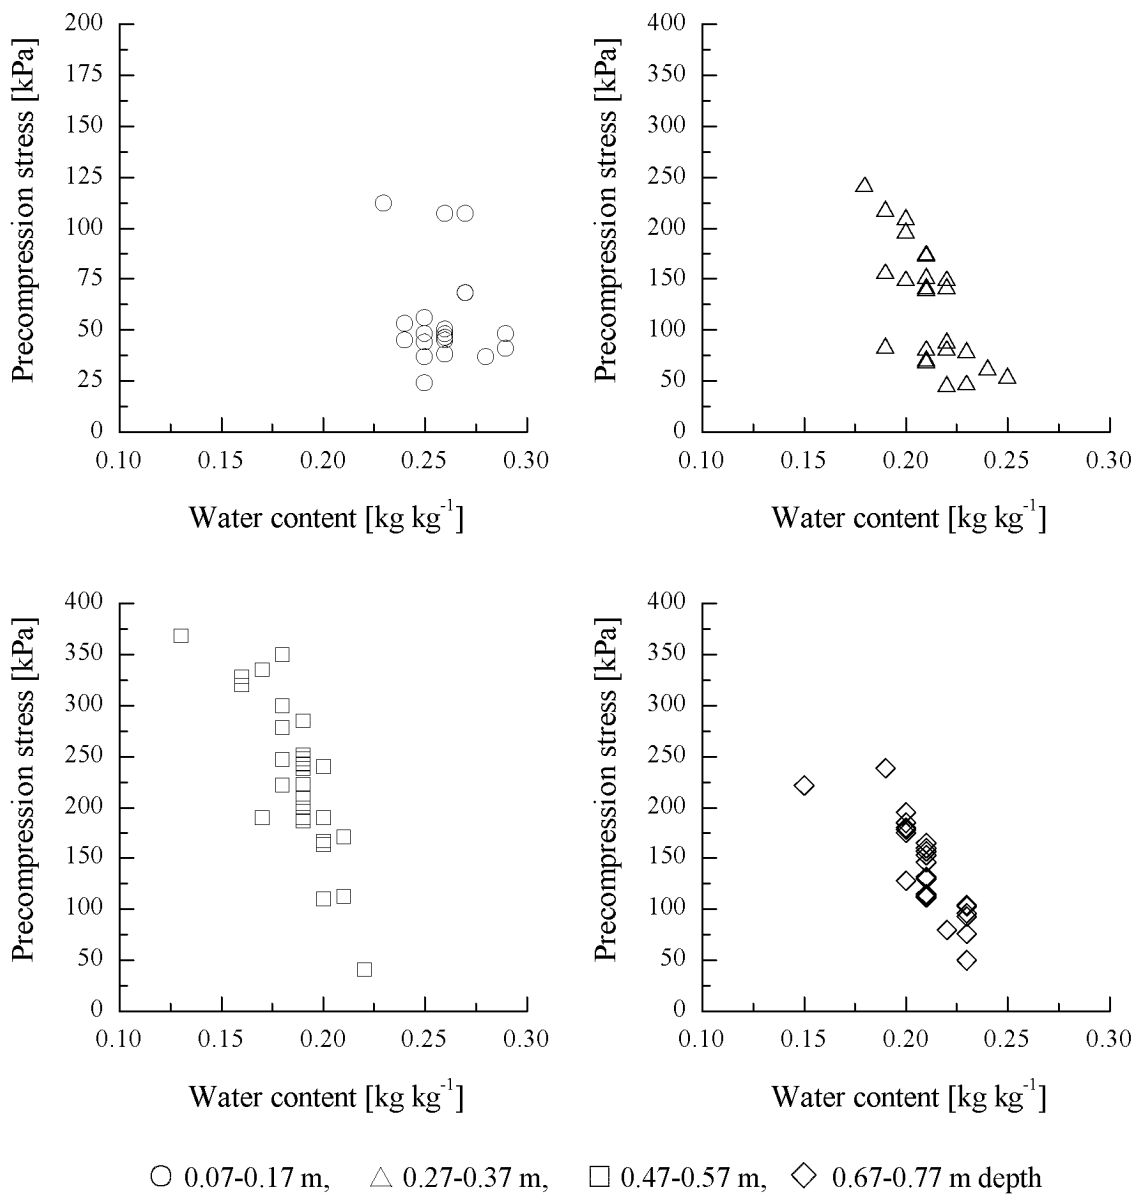 200
175
150
125
100
75
50
25
0
Precompression stress [kPa]
0.10 0.15 0.20 0.25 0.30
Water content [kg kg⁻¹]
400
350
300
250
200
150
100
50
0
Precompression stress [kPa]
0.10 0.15 0.20 0.25 0.30
Water content [kg kg⁻¹]
400
350
300
250
200
150
100
50
0
Precompression stress [kPa]
0.10 0.15 0.20 0.25 0.30
Water content [kg kg⁻¹]
400
350
300
250
200
150
100
50
0
Precompression stress [kPa]
0.10 0.15 0.20 0.25 0.30
Water content [kg kg⁻¹]
0.07-0.17 m, 0.27-0.37 m, 0.47-0.57 m, 0.67-0.77 m depth